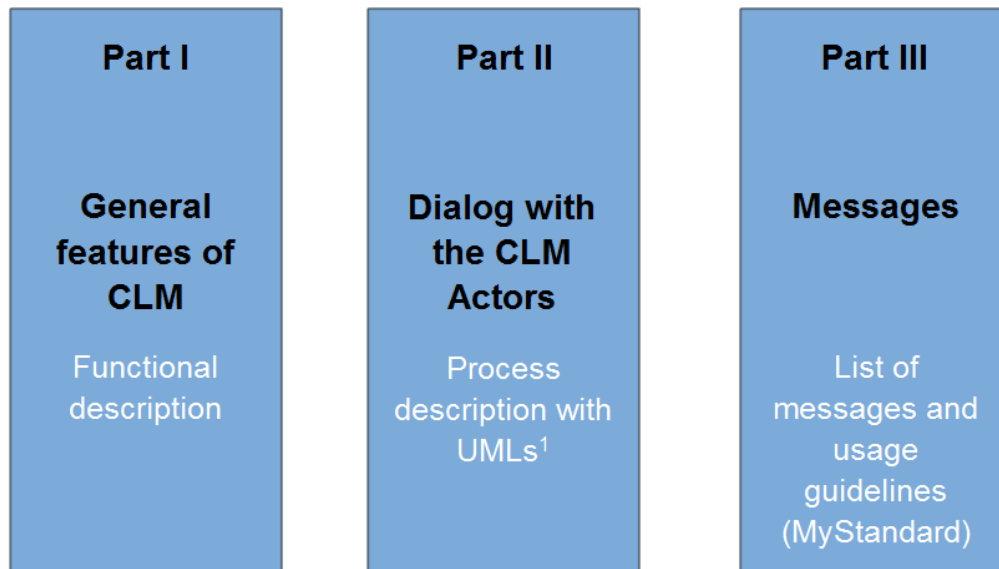 Part I
General
features of
CLM
Functional
description
Part II
Dialog with
the CLM
Actors
Process
description with
UMLs¹
Part III
Messages
List of
messages and
usage
guidelines
(MyStandard)